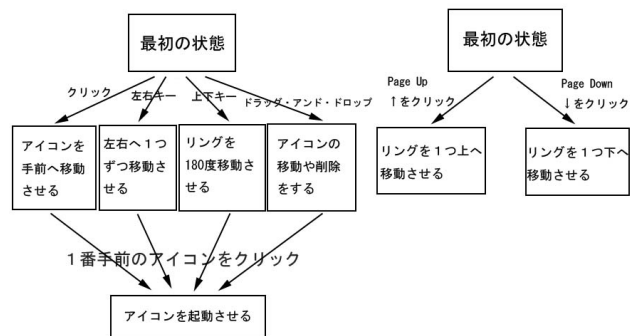 最初の状態
最初の状態
クリック
左右キー
上下キー
ドラッグ・アンド・ドロップ
Page Up
↑をクリック
Page Down
↓をクリック
アイコンを
手前へ移動
させる
左右へ１つ
ずつ移動さ
せる
リングを
180度移動さ
せる
アイコンの
移動や削除
をする
リングを１つ上へ
移動させる
リングを１つ下へ
移動させる
１番手前のアイコンをクリック
アイコンを起動させる